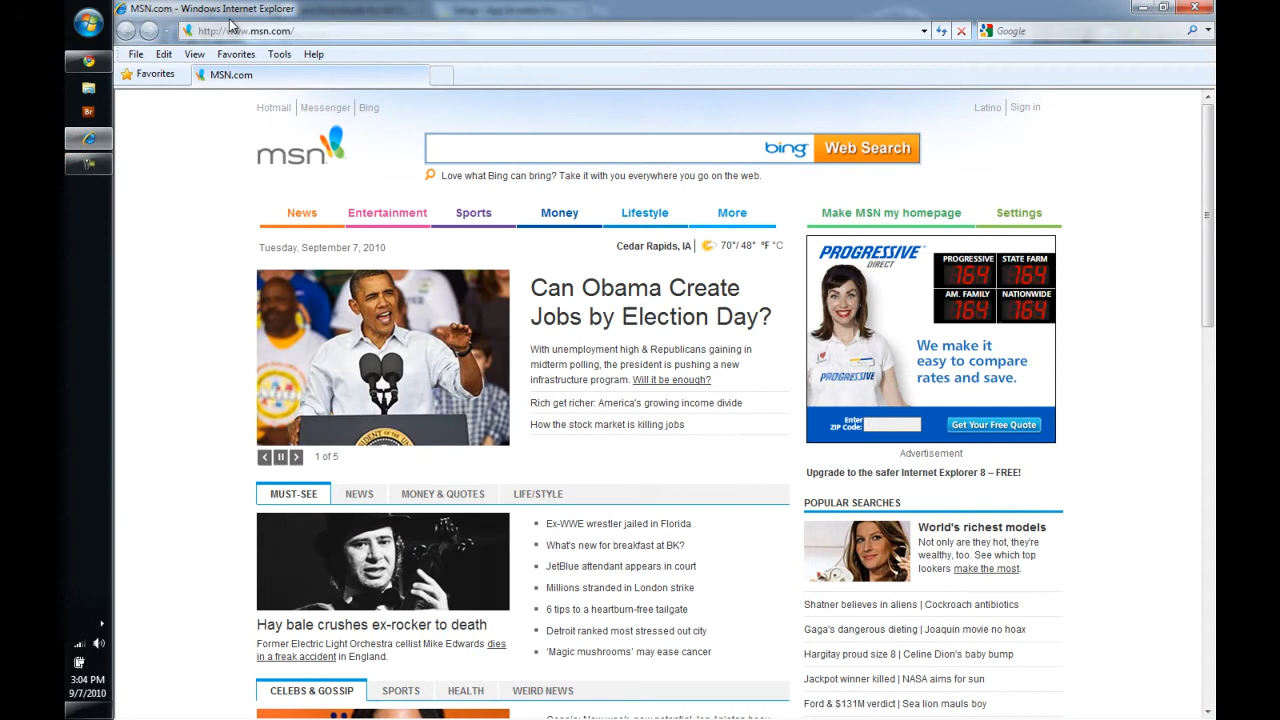 MSN.com - Windows Internet Explorer
http://www.msn.com/
Google
File Edit View Favorites Tools Help
Favorites
MSN.com
Hotmail Messenger Bing
Latino Sign in
msn
bing
Web Search
Love what Bing can bring? Take it with you everywhere you go on the web.
News Entertainment Sports Money Lifestyle More
Make MSN my homepage Settings
Tuesday, September 7, 2010
Cedar Rapids, IA 70°/ 48° °F °C
Can Obama Create
Jobs by Election Day?
With unemployment high & Republicans gaining in
midterm polling, the president is pushing a new
infrastructure program. Will it be enough?
Rich get richer: America's growing income divide
How the stock market is killing jobs
1 of 5
PROGRESSIVE
DIRECT
PROGRESSIVE STATE FARM
764 764
AM. FAMILY NATIONWIDE
764 764
We make it
easy to compare
rates and save.
PROGRESSIVE
Enter
ZIP Code:
Get Your Free Quote
Advertisement
Upgrade to the safer Internet Explorer 8 – FREE!
MUST-SEE NEWS MONEY & QUOTES LIFE/STYLE
Hay bale crushes ex-rocker to death
Former Electric Light Orchestra cellist Mike Edwards dies
in a freak accident in England.
Ex-WWE wrestler jailed in Florida
What's new for breakfast at BK?
JetBlue attendant appears in court
Millions stranded in London strike
6 tips to a heartburn-free tailgate
Detroit ranked most stressed out city
'Magic mushrooms' may ease cancer
POPULAR SEARCHES
World's richest models
Not only are they hot, they're
wealthy, too. See which top
lookers make the most.
Shatner believes in aliens | Cockroach antibiotics
Gaga's dangerous dieting | Joaquin movie no hoax
Hargitay proud size 8 | Celine Dion's baby bump
Jackpot winner killed | NASA aims for sun
Ford & $131M verdict | Sea lion mauls boy
CELEBS & GOSSIP SPORTS HEALTH WEIRD NEWS
Br
3:04 PM
9/7/2010